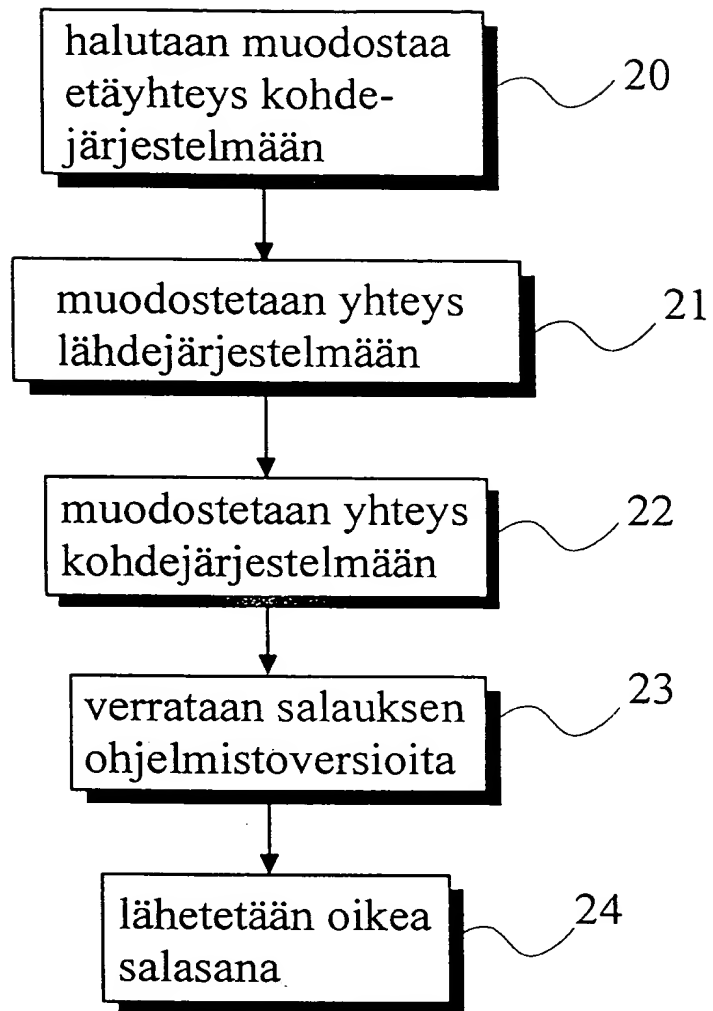 halutaan muodostaa
etäyhteys kohde-
järjestelmään
20
muodostetaan yhteys
lähdejärjestelmään
21
muodostetaan yhteys
kohdejärjestelmään
22
verrataan salauksen
ohjelmistoversioita
23
lähetetään oikea
salasana
24